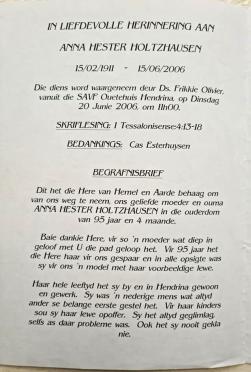 IN LIEFDEVOLLE HERINNERING AAN
ANNA HESTER HOLTZHAUSEN
15/02/1911 - 15/06/2006
Die diens word waargeneem deur Ds. Frikkie Olivier,
vanuit die SAVF Ouetehuis Hendrina, op Dinsdag
20 Junie 2006, om 11h00.
SKRIFLESING: 1 Tessalonisense:4:13-18
BEDANKINGS: Cas Esterhuysen
BEGRAFNISBRIEF
Dit het die Here van Hemel en Aarde behaag om
van ons weg te neem, ons geliefde moeder en ouma
ANNA HESTER HOLTZHAUSEN in die ouderdom
van 95 jaar en 4 maande.
Baie dankie Here, vir so 'n moeder wat diep in
geloof met U die pad geloop het. Vir 95 jaar het
die Here haar vir ons gespaar en in alle opsigte was
sy vir ons 'n model met haar voorbeeldige lewe.
Haar hele leeftyd het sy by en in Hendrina gewoon
en gewerk. Sy was 'n nederige mens wat altyd
ander se belange eerste gestel het. Vir haar kinders
sou sy haar lewe opoffer. Sy het altyd geglimlag,
selfs as daar probleme was. Ook het sy nooit gekla
nie.